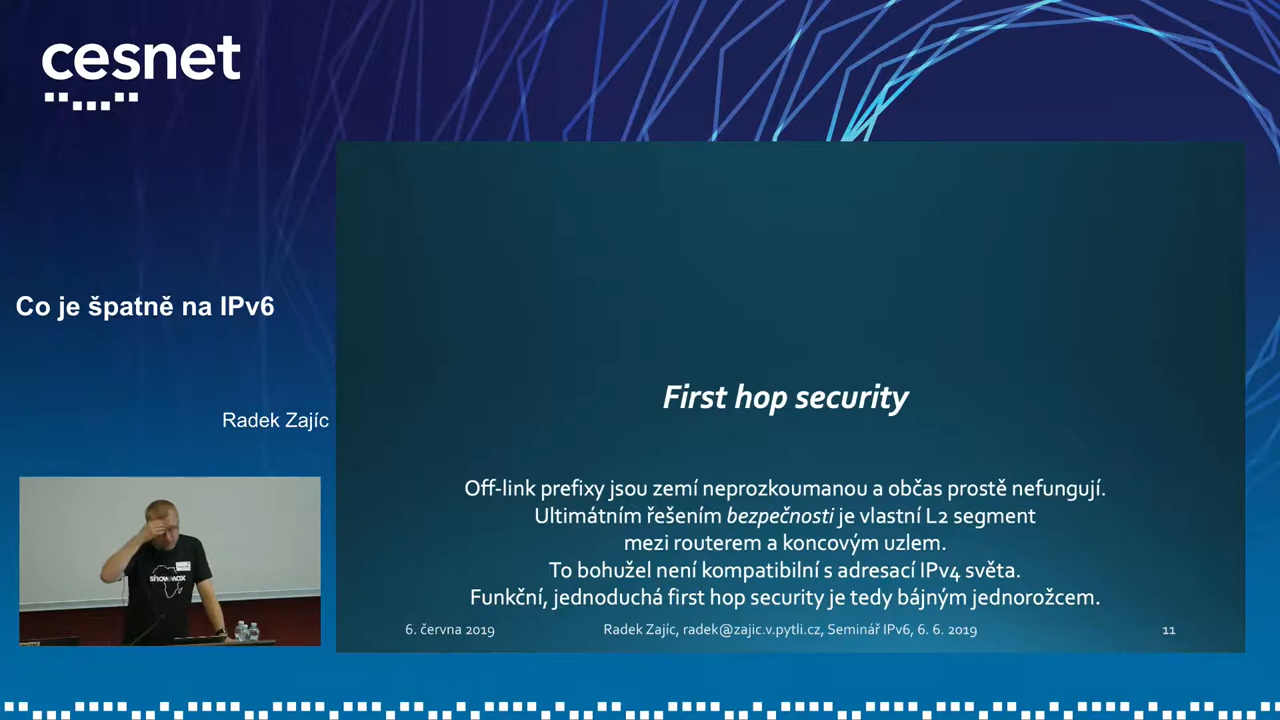 cesnet
Co je špatně na IPv6
Radek Zajíc
First hop security
Off-link prefixy jsou zemí neprozkoumanou a občas prostě nefungují.
Ultimátním řešením bezpečnosti je vlastní L2 segment
mezi routerem a koncovým uzlem.
To bohužel není kompatibilní s adresací IPv4 světa.
Funkční, jednoduchá first hop security je tedy bájným jednorožcem.
6. června 2019
Radek Zajíc, radek@zajic.v.pytli.cz, Seminář IPv6, 6. 6. 2019
11
showmax